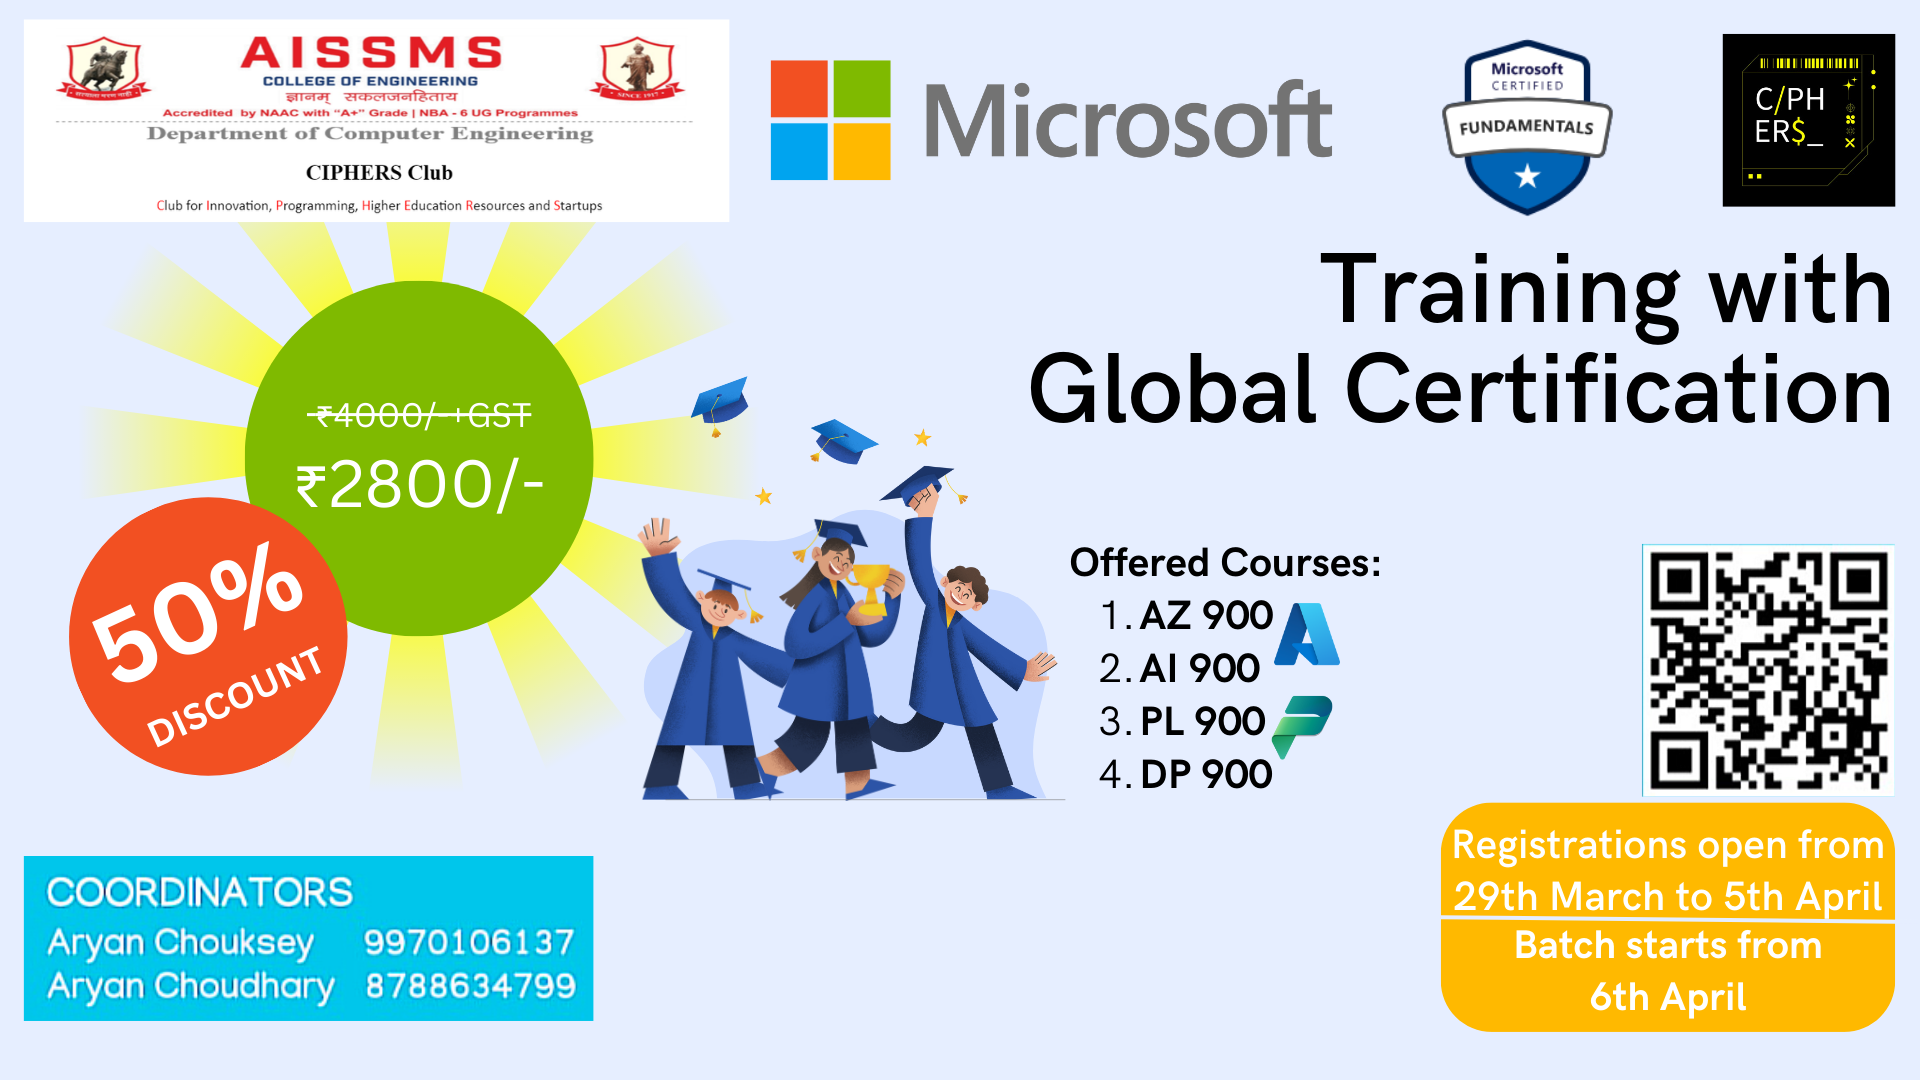 AISSMS
COLLEGE OF ENGINEERING
ज्ञानम् सकलजनहिताय
Accredited by NAAC with "A+" Grade | NBA - 6 UG Programmes
Department of Computer Engineering
CIPHERS Club
Club for Innovation, Programming, Higher Education Resources and Startups
SINCE 1917
Microsoft
Microsoft
CERTIFIED
FUNDAMENTALS
C/PH
ER$_
Training with
Global Certification
₹4000/-+GST
₹2800/-
50%
DISCOUNT
Offered Courses:
1. AZ 900
2. AI 900
3. PL 900
4. DP 900
Registrations open from
29th March to 5th April
Batch starts from
6th April
COORDINATORS
Aryan Chouksey 9970106137
Aryan Choudhary 8788634799